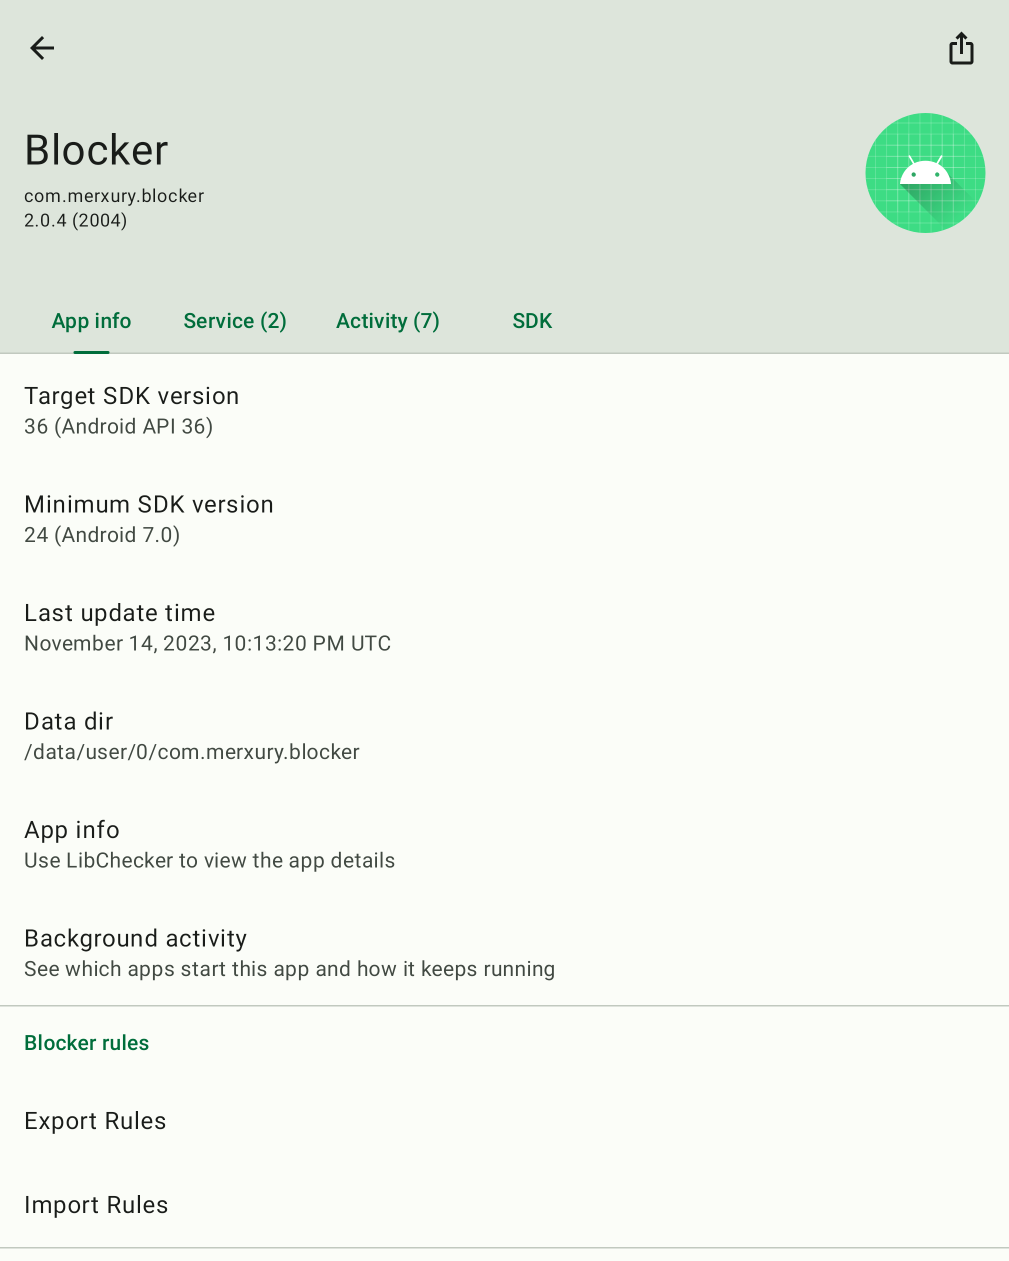 Blocker
com.merxury.blocker
2.0.4 (2004)
App info
Service (2)
Activity (7)
SDK
Target SDK version
36 (Android API 36)
Minimum SDK version
24 (Android 7.0)
Last update time
November 14, 2023, 10:13:20 PM UTC
Data dir
/data/user/0/com.merxury.blocker
App info
Use LibChecker to view the app details
Background activity
See which apps start this app and how it keeps running
Blocker rules
Export Rules
Import Rules